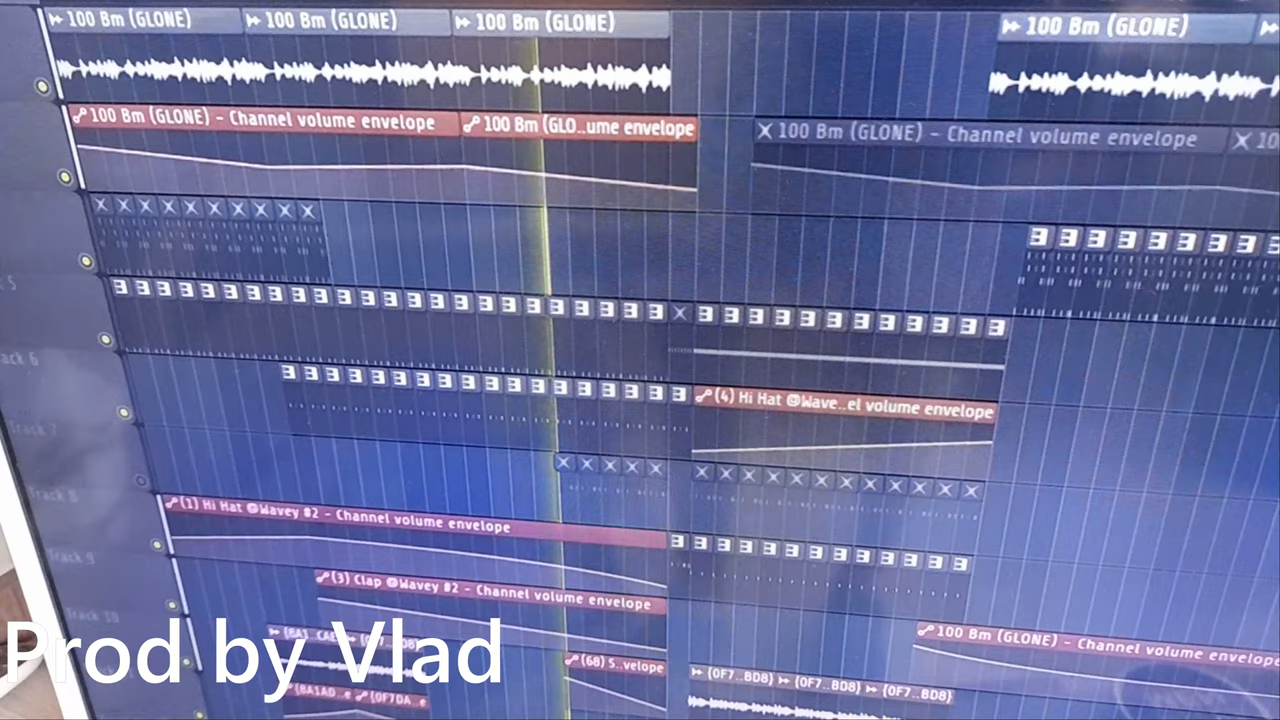 100 Bm (GLONE) 100 Bm (GLONE) 100 Bm (GLONE) 100 Bm (GLONE)
100 Bm (GLONE) - Channel volume envelope 100 Bm (GLO..ume envelope 100 Bm (GLONE) - Channel volume envelope 10
5
ack 6
(4) Hi Hat @Wave..el volume envelope
Track 7
Track 8
(1) Hi Hat @Wavey #2 - Channel volume envelope
Track 9
(3) Clap @Wavey #2 - Channel volume envelope
Track 10
100 Bm (GLONE) - Channel volume envelope
(68) S..velope
{0F7..BD8} {0F7..BD8} {0F7..BD8}
Prod by Vlad